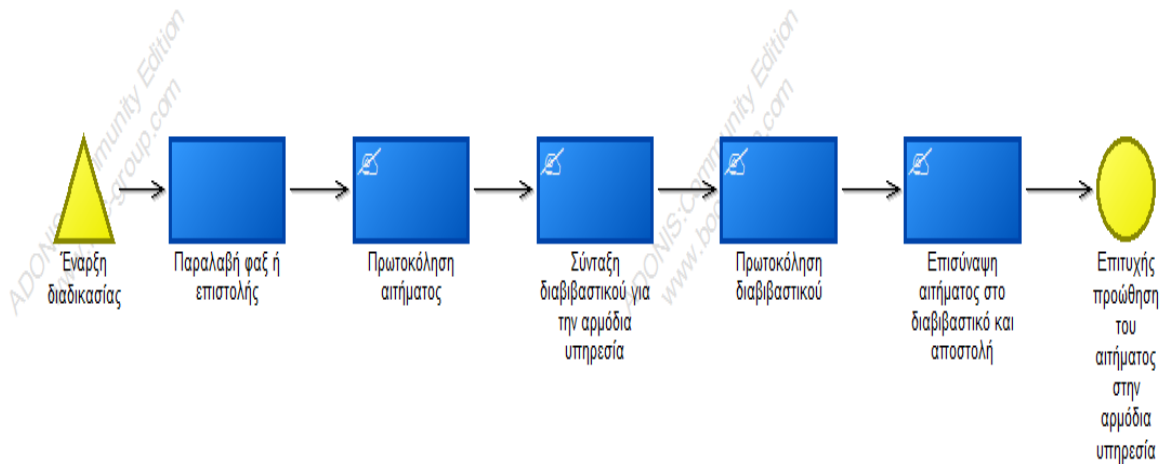 ADONIS:Community Edition
www.boc-group.com
ADONIS:Community Edition
www.boc-group.com
Έναρξη
διαδικασίας
Παραλαβή φαξ ή
επιστολής
Πρωτοκόληση
αιτήματος
Σύνταξη
διαβιβαστικού για
την αρμόδια
υπηρεσία
Πρωτοκόληση
διαβιβαστικού
Επισύναψη
αιτήματος στο
διαβιβαστικό και
αποστολή
Επιτυχής
προώθηση
του
αιτήματος
στην
αρμόδια
υπηρεσία